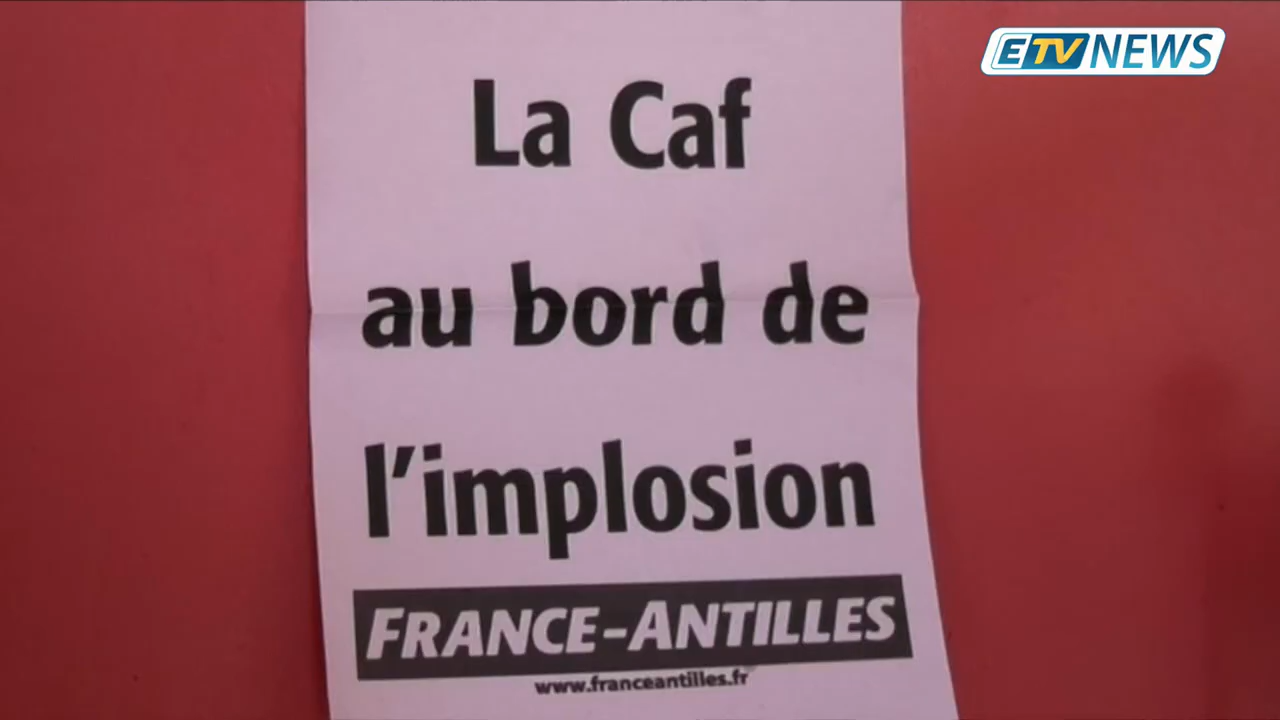 ETV NEWS
La Caf
au bord de
l'implosion
FRANCE-ANTILLES
www.franceantilles.fr